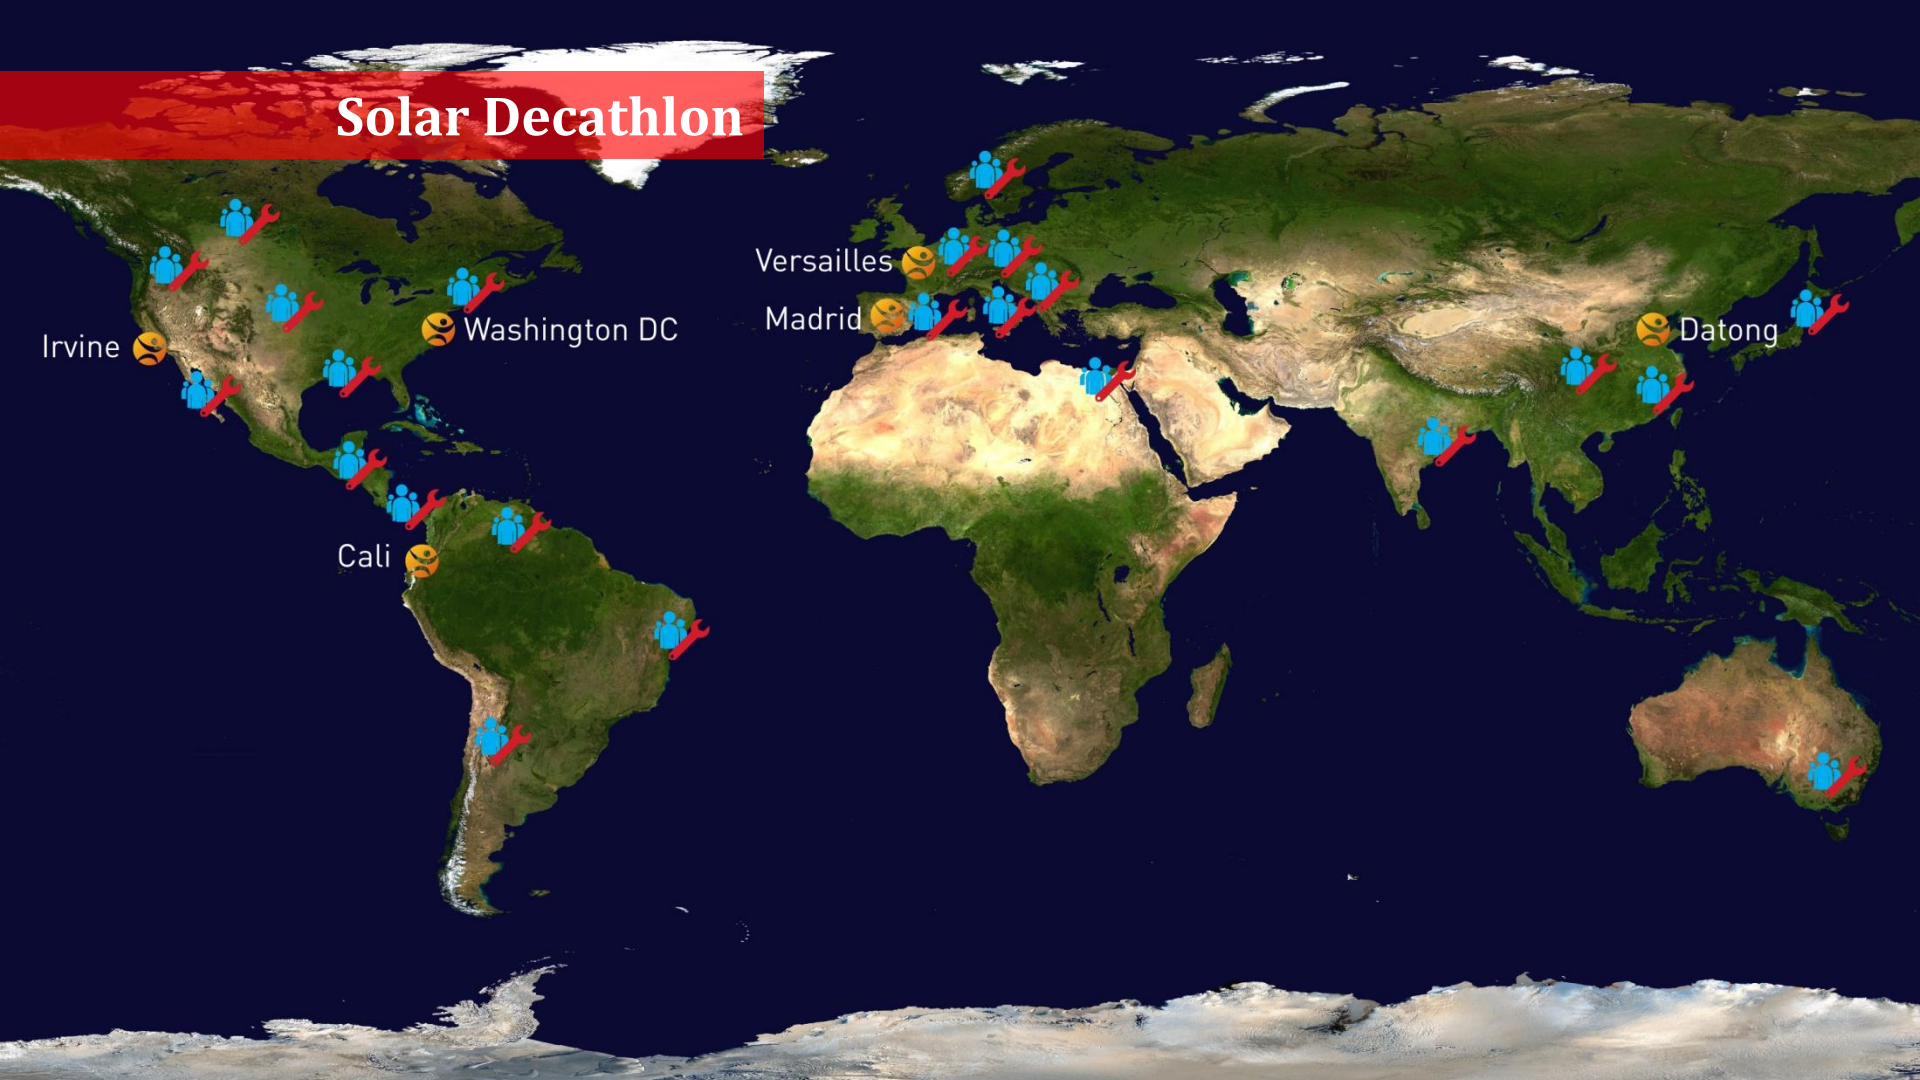 Solar Decathlon
Versailles
Madrid
Washington DC
Irvine
Datong
Cali